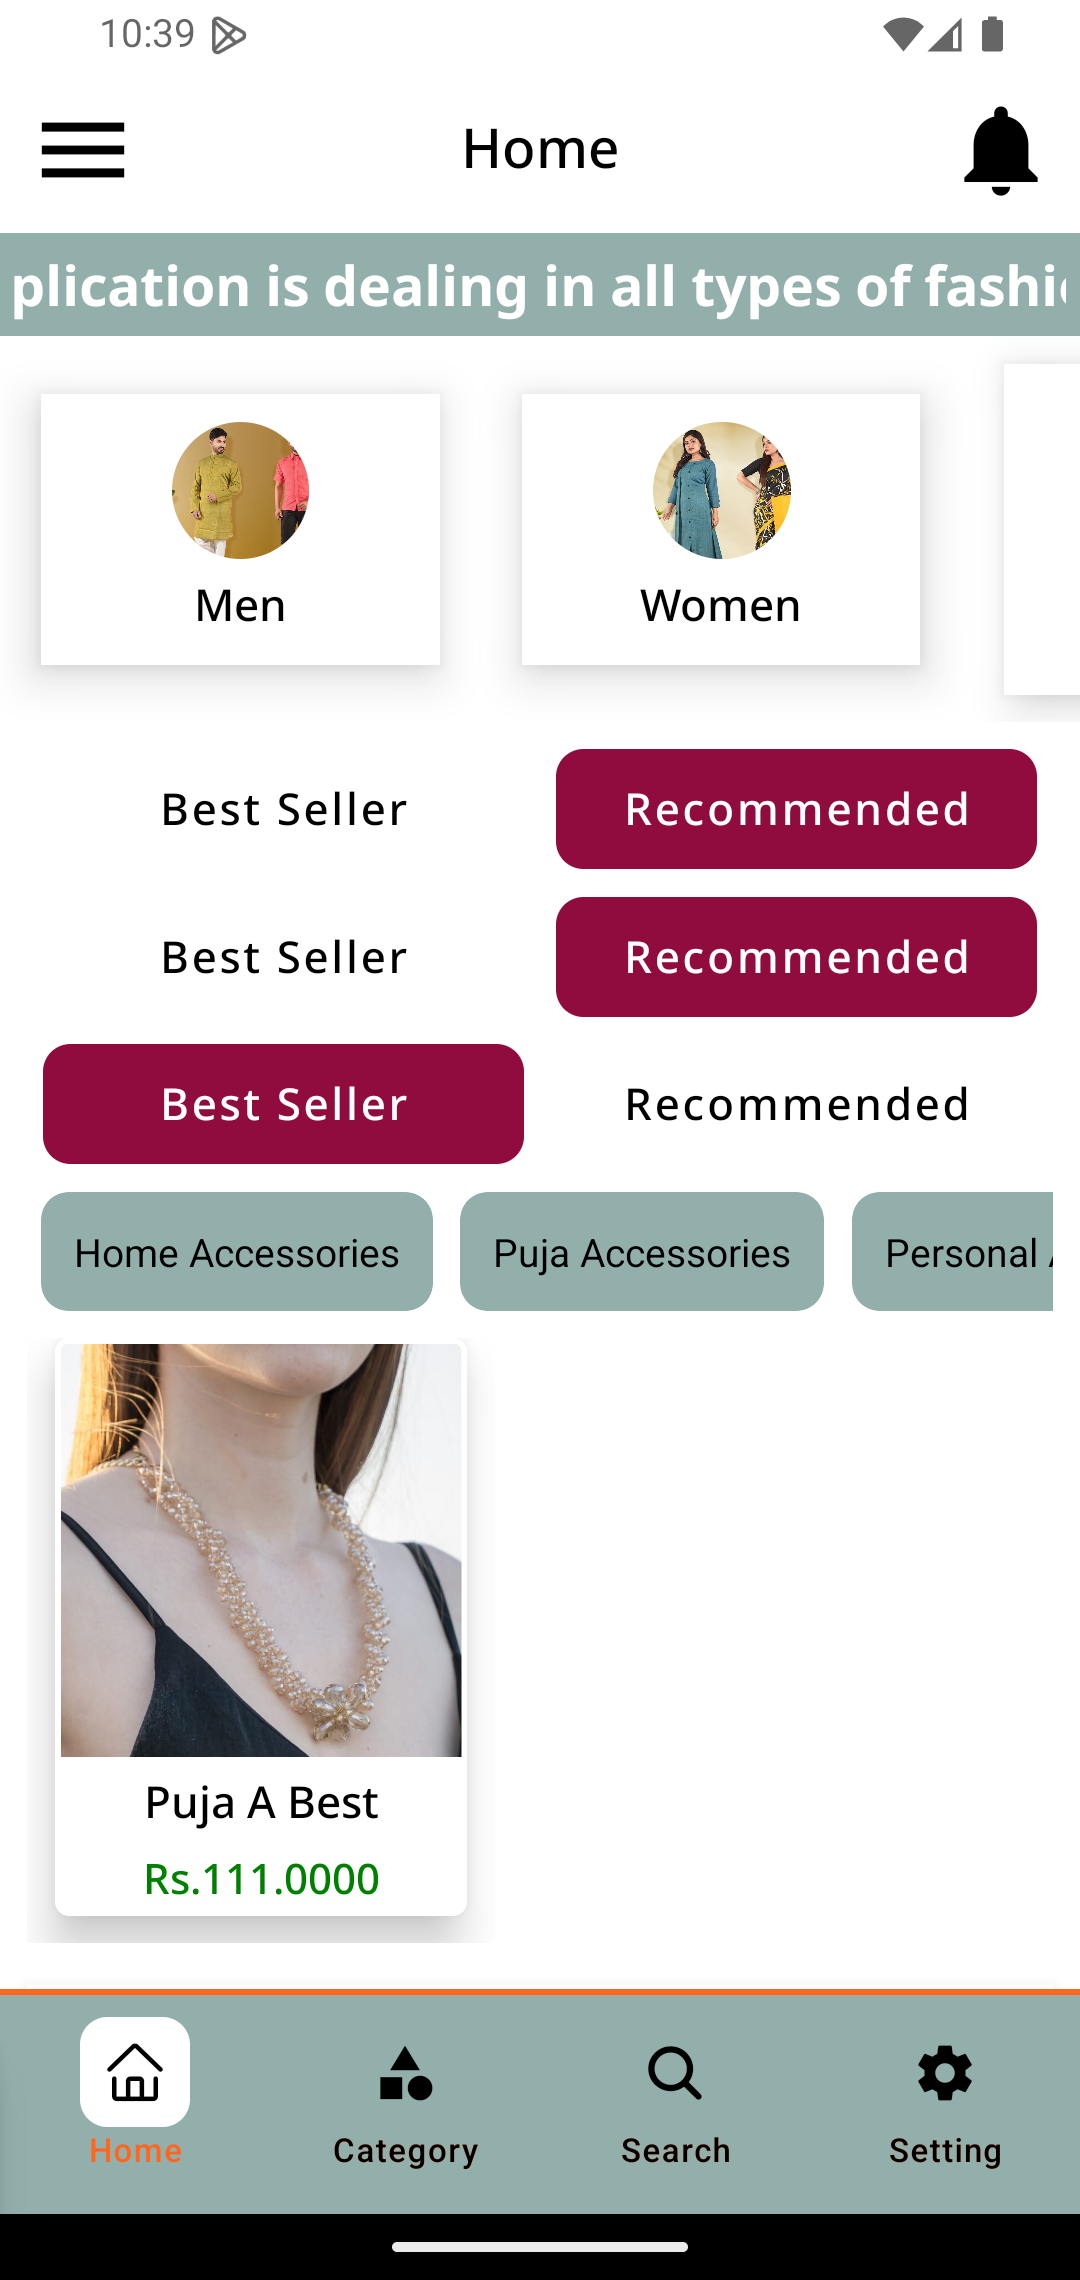 10:39
Home
plication is dealing in all types of fashi
Men
Women
Best Seller
Recommended
Best Seller
Recommended
Best Seller
Recommended
Home Accessories
Puja Accessories
Personal
Puja A Best
Rs.111.0000
Home
Category
Search
Setting